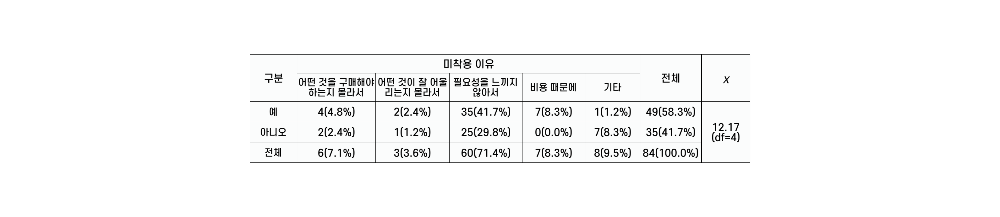 구분
미착용 이유
전체
X
어떤 것을 구매해야
하는지 몰라서
어떤 것이 잘 어울
리는지 몰라서
필요성을 느끼지
않아서
비용 때문에
기타
예
4(4.8%)
2(2.4%)
35(41.7%)
7(8.3%)
1(1.2%)
49(58.3%)
12.17
(df=4)
아니오
2(2.4%)
1(1.2%)
25(29.8%)
0(0.0%)
7(8.3%)
35(41.7%)
전체
6(7.1%)
3(3.6%)
60(71.4%)
7(8.3%)
8(9.5%)
84(100.0%)